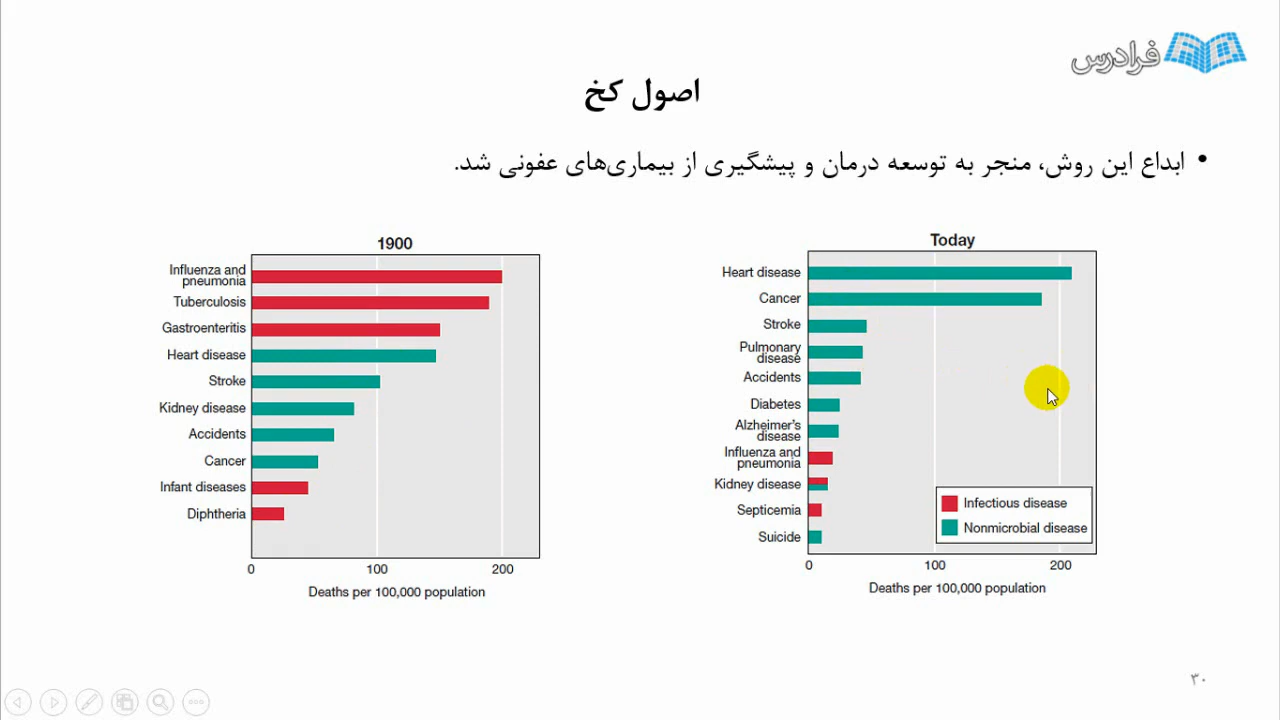 فرادرس
اصول کخ
• ابداع این روش، منجر به توسعه درمان و پیشگیری از بیماری‌های عفونی شد.
1900
Influenza and
pneumonia
Tuberculosis
Gastroenteritis
Heart disease
Stroke
Kidney disease
Accidents
Cancer
Infant diseases
Diphtheria
0 100 200
Deaths per 100,000 population
Today
Heart disease
Cancer
Stroke
Pulmonary
disease
Accidents
Diabetes
Alzheimer's
disease
Influenza and
pneumonia
Kidney disease
Septicemia
Suicide
Infectious disease
Nonmicrobial disease
0 100 200
Deaths per 100,000 population
۳۰